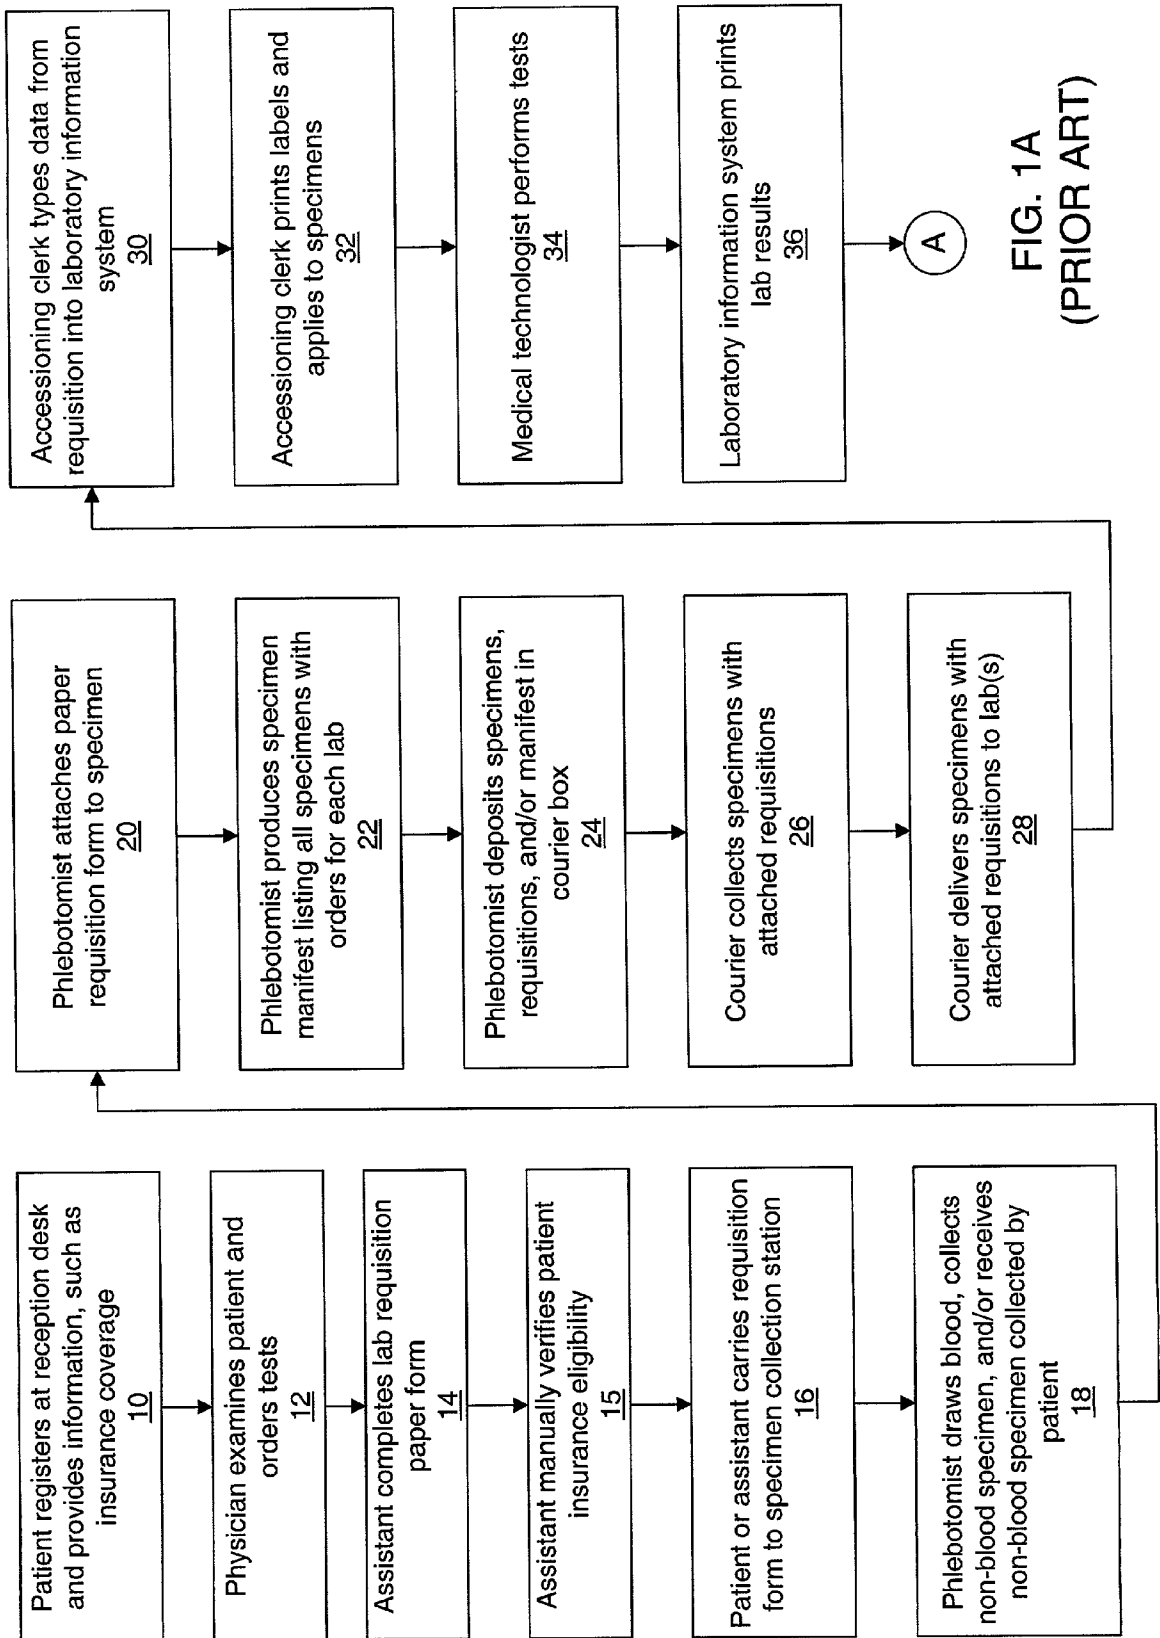 Patient registers at reception desk
and provides information, such as
insurance coverage
10
Physician examines patient and
orders tests
12
Assistant completes lab requisition
paper form
14
Assistant manually verifies patient
insurance eligibility
15
Patient or assistant carries requisition
form to specimen collection station
16
Phlebotomist draws blood, collects
non-blood specimen, and/or receives
non-blood specimen collected by
patient
18
Phlebotomist attaches paper
requisition form to specimen
20
Phlebotomist produces specimen
manifest listing all specimens with
orders for each lab
22
Phlebotomist deposits specimens,
requisitions, and/or manifest in
courier box
24
Courier collects specimens with
attached requisitions
26
Courier delivers specimens with
attached requisitions to lab(s)
28
Accessioning clerk types data from
requisition into laboratory information
system
30
Accessioning clerk prints labels and
applies to specimens
32
Medical technologist performs tests
34
Laboratory information system prints
lab results
36
A
FIG. 1A
(PRIOR ART)